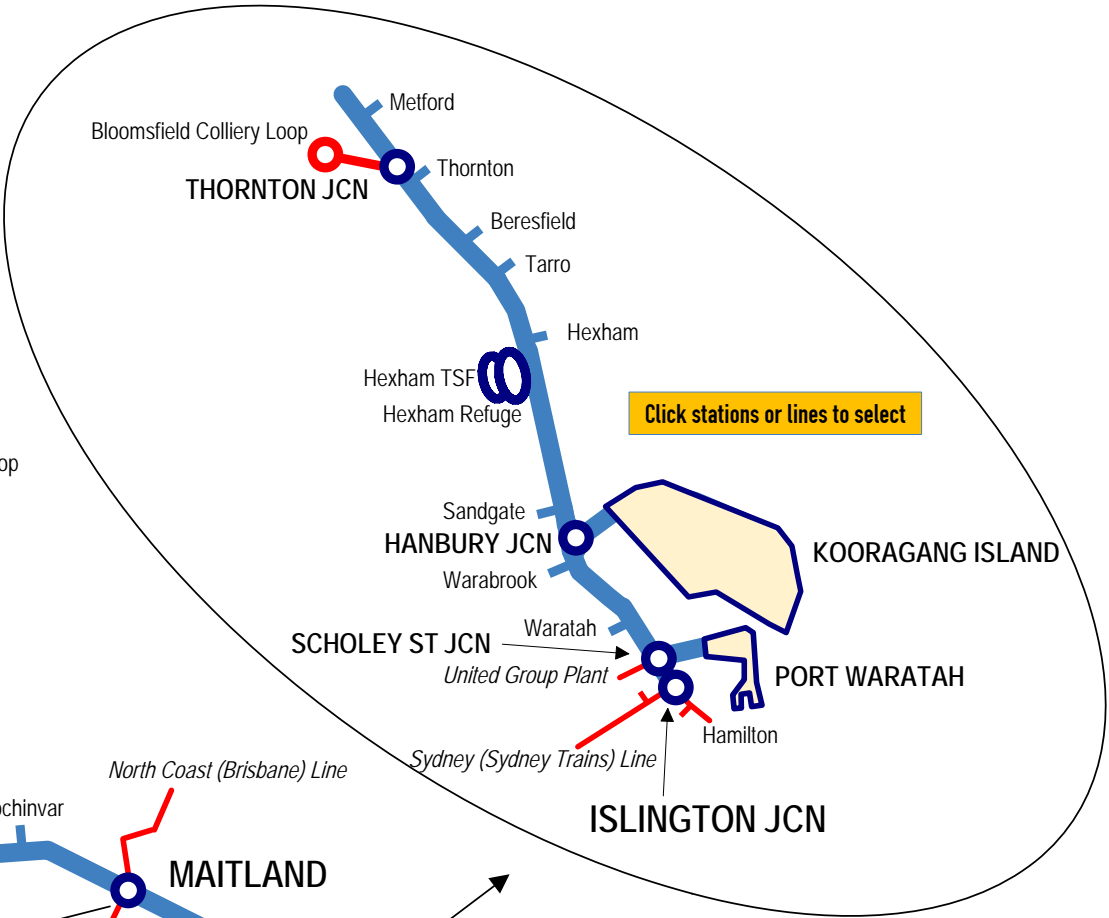 Metford
Bloomsfield Colliery Loop
Thornton
THORNTON JCN
Beresfield
Tarro
Hexham
Hexham TSF
Hexham Refuge
Click stations or lines to select
op
Sandgate
HANBURY JCN
KOORAGANG ISLAND
Warabrook
Waratah
SCHOLEY ST JCN
United Group Plant
PORT WARATAH
Hamilton
Sydney (Sydney Trains) Line
North Coast (Brisbane) Line
ochinvar
ISLINGTON JCN
MAITLAND